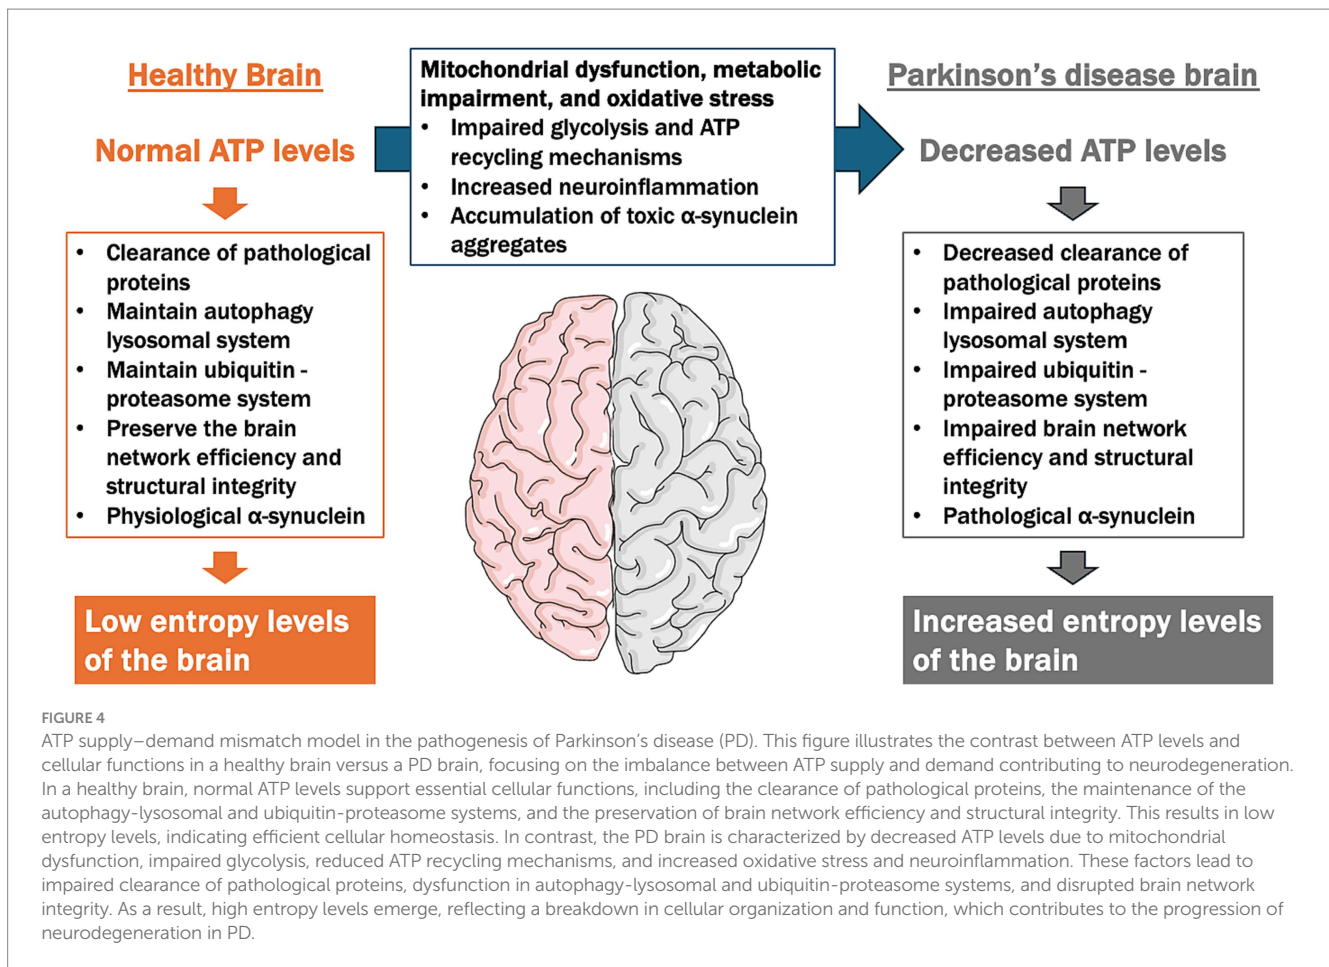 Healthy Brain
Normal ATP levels
• Clearance of pathological
proteins
• Maintain autophagy
lysosomal system
• Maintain ubiquitin -
proteasome system
• Preserve the brain
network efficiency and
structural integrity
• Physiological α-synuclein
Low entropy levels
of the brain
Mitochondrial dysfunction, metabolic
impairment, and oxidative stress
• Impaired glycolysis and ATP
recycling mechanisms
• Increased neuroinflammation
• Accumulation of toxic α-synuclein
aggregates
Parkinson's disease brain
Decreased ATP levels
• Decreased clearance of
pathological proteins
• Impaired autophagy
lysosomal system
• Impaired ubiquitin -
proteasome system
• Impaired brain network
efficiency and structural
integrity
• Pathological α-synuclein
Increased entropy levels
of the brain
FIGURE 4
ATP supply–demand mismatch model in the pathogenesis of Parkinson's disease (PD). This figure illustrates the contrast between ATP levels and
cellular functions in a healthy brain versus a PD brain, focusing on the imbalance between ATP supply and demand contributing to neurodegeneration.
In a healthy brain, normal ATP levels support essential cellular functions, including the clearance of pathological proteins, the maintenance of the
autophagy-lysosomal and ubiquitin-proteasome systems, and the preservation of brain network efficiency and structural integrity. This results in low
entropy levels, indicating efficient cellular homeostasis. In contrast, the PD brain is characterized by decreased ATP levels due to mitochondrial
dysfunction, impaired glycolysis, reduced ATP recycling mechanisms, and increased oxidative stress and neuroinflammation. These factors lead to
impaired clearance of pathological proteins, dysfunction in autophagy-lysosomal and ubiquitin-proteasome systems, and disrupted brain network
integrity. As a result, high entropy levels emerge, reflecting a breakdown in cellular organization and function, which contributes to the progression of
neurodegeneration in PD.